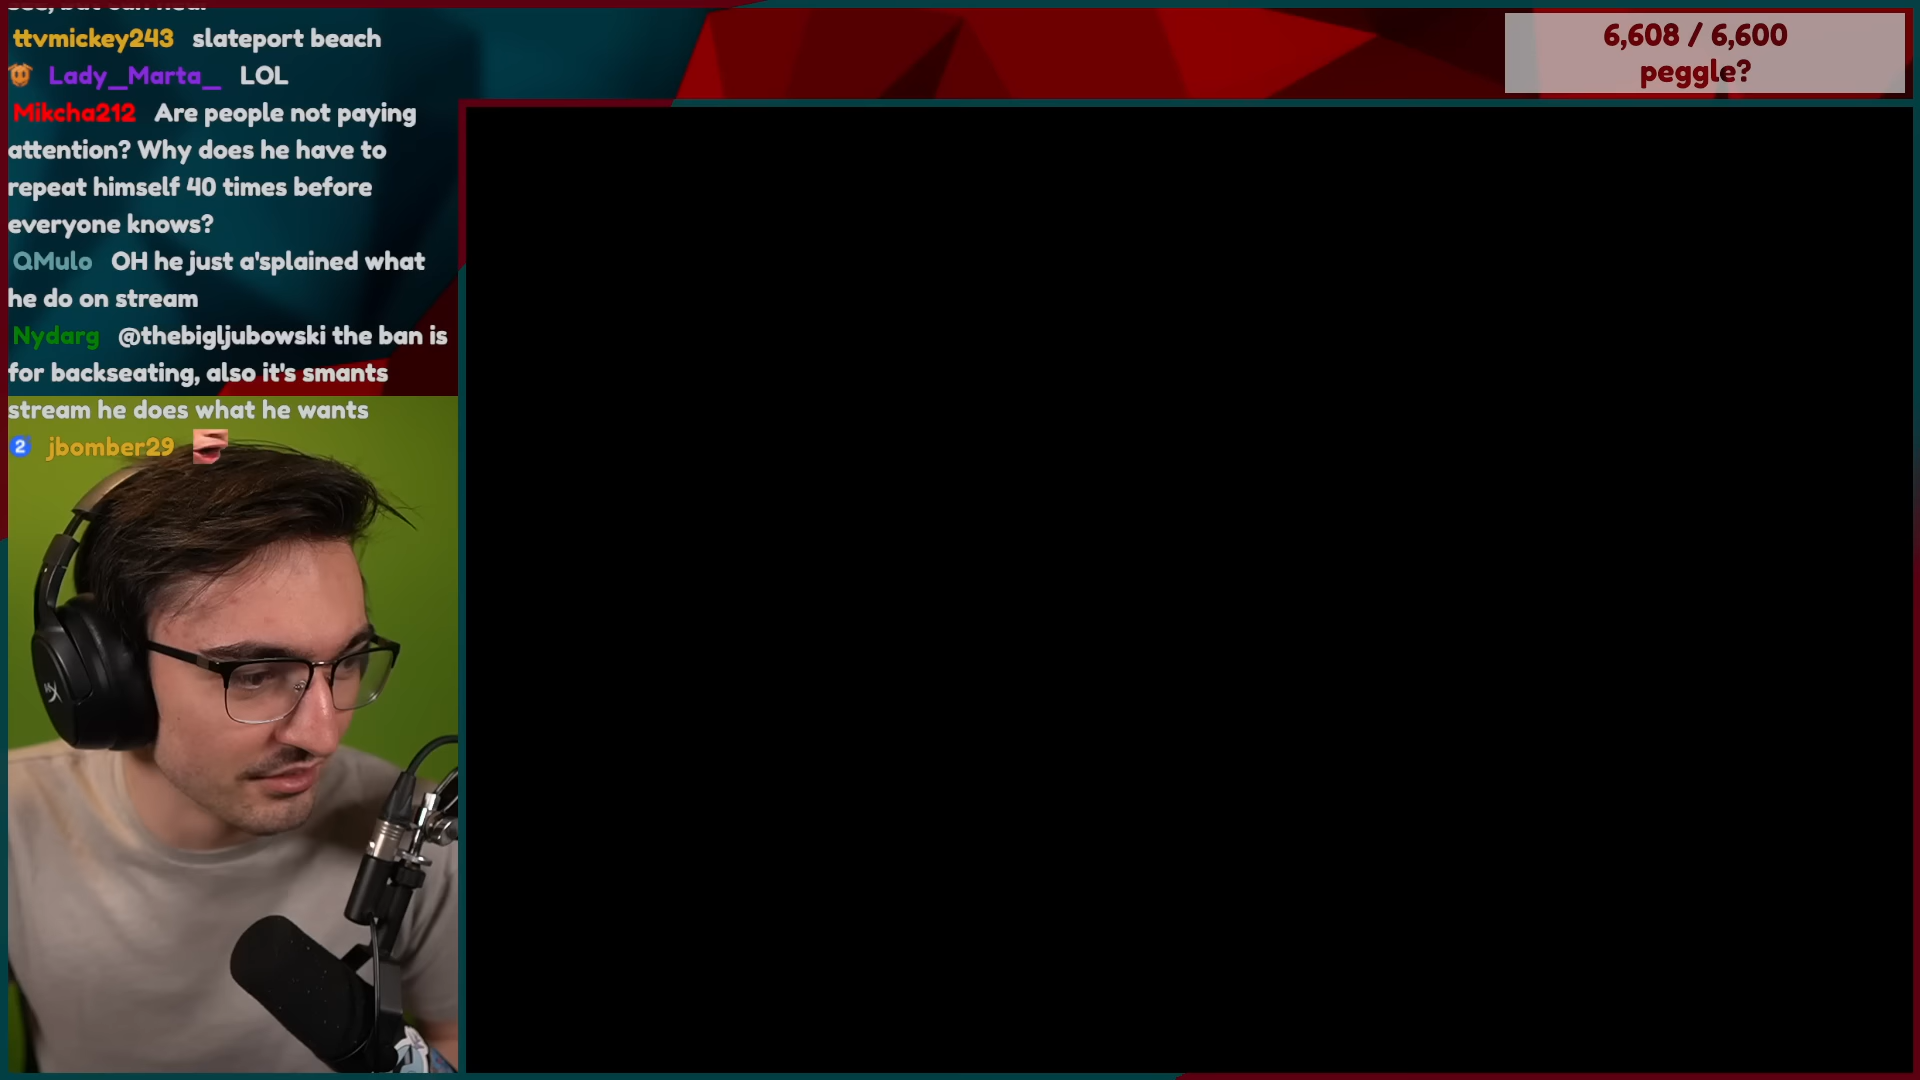 ttvmickey243 slateport beach
Lady__Marta__ LOL
Mikcha212 Are people not paying
attention? Why does he have to
repeat himself 40 times before
everyone knows?
QMulo OH he just a'splained what
he do on stream
Nydarg @thebigljubowski the ban is
for backseating, also it's smants
stream he does what he wants
2 jbomber29
6,608 / 6,600
peggle?